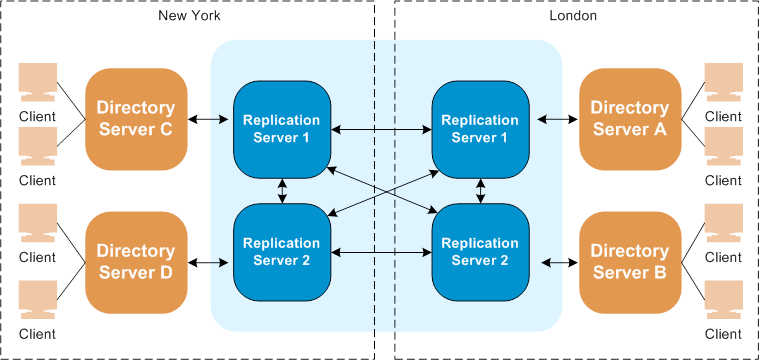 New York
London
Client
Client
Directory
Server C
Replication
Server 1
Replication
Server 1
Directory
Server A
Client
Client
Client
Client
Directory
Server D
Replication
Server 2
Replication
Server 2
Directory
Server B
Client
Client